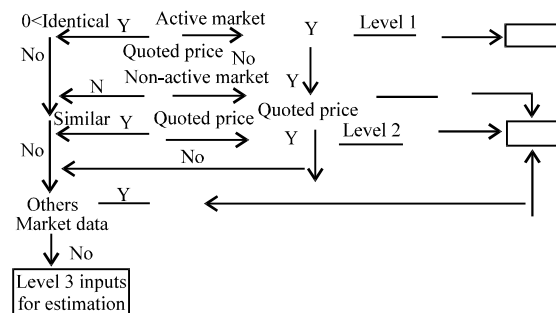 0<Identical Y Active market Y Level 1
No Quoted price No
Non-active market Y
N Quoted price
Similar Y Quoted price Y Level 2
No No
Others Y
Market data
No
Level 3 inputs
for estimation